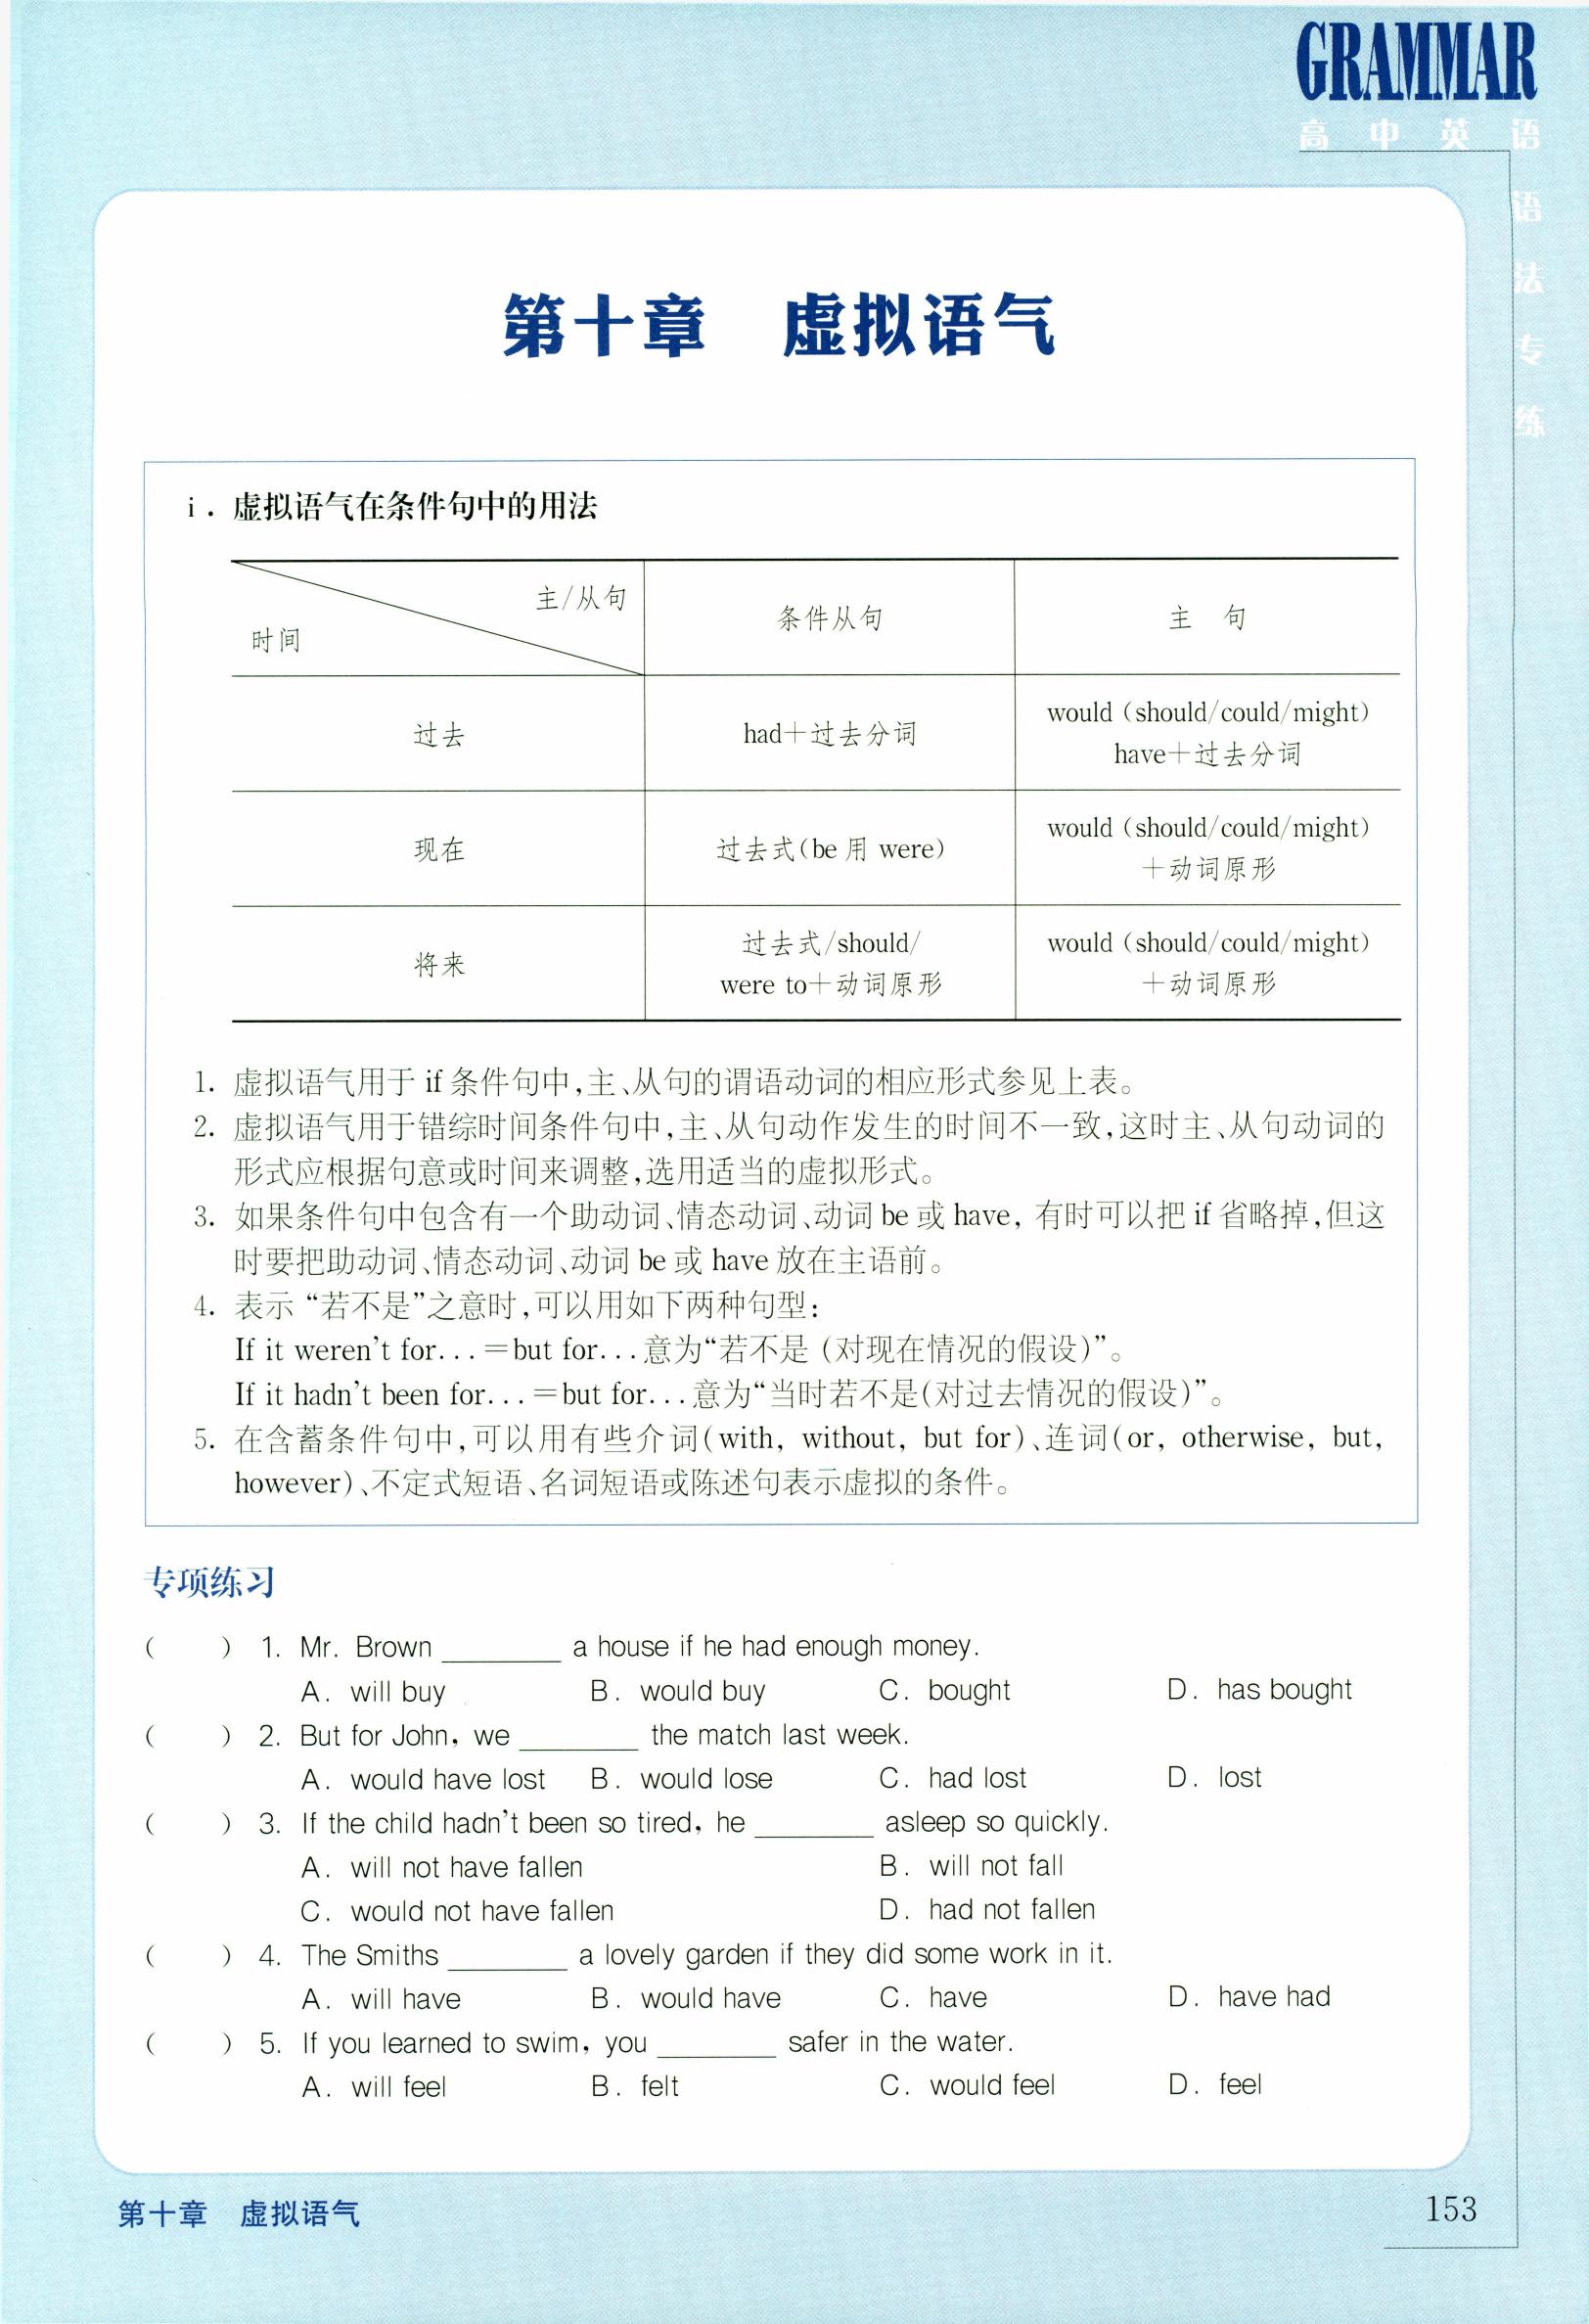 GRAMMAR
高中英语
语法专练
第十章 虚拟语气
i. 虚拟语气在条件句中的用法
主/从句
时间
条件从句
主 句
过去
had+过去分词
would (should/could/might)
have+过去分词
现在
过去式(be 用 were)
would (should/could/might)
+动词原形
将来
过去式/should/
were to+动词原形
would (should/could/might)
+动词原形
1. 虚拟语气用于 if 条件句中,主、从句的谓语动词的相应形式参见上表。
2. 虚拟语气用于错综时间条件句中,主、从句动作发生的时间不一致,这时主、从句动词的
形式应根据句意或时间来调整,选用适当的虚拟形式。
3. 如果条件句中包含有一个助动词、情态动词、动词 be 或 have, 有时可以把 if 省略掉,但这
时要把助动词、情态动词、动词 be 或 have 放在主语前。
4. 表示 “若不是”之意时,可以用如下两种句型:
If it weren't for...=but for...意为“若不是 (对现在情况的假设)”。
If it hadn't been for...=but for...意为“当时若不是(对过去情况的假设)”。
5. 在含蓄条件句中,可以用有些介词(with, without, but for)、连词(or, otherwise, but,
however)、不定式短语、名词短语或陈述句表示虚拟的条件。
专项练习
( ) 1. Mr. Brown ________ a house if he had enough money.
A. will buy B. would buy C. bought D. has bought
( ) 2. But for John, we ________ the match last week.
A. would have lost B. would lose C. had lost D. lost
( ) 3. If the child hadn't been so tired, he ________ asleep so quickly.
A. will not have fallen B. will not fall
C. would not have fallen D. had not fallen
( ) 4. The Smiths ________ a lovely garden if they did some work in it.
A. will have B. would have C. have D. have had
( ) 5. If you learned to swim, you ________ safer in the water.
A. will feel B. felt C. would feel D. feel
第十章 虚拟语气
153